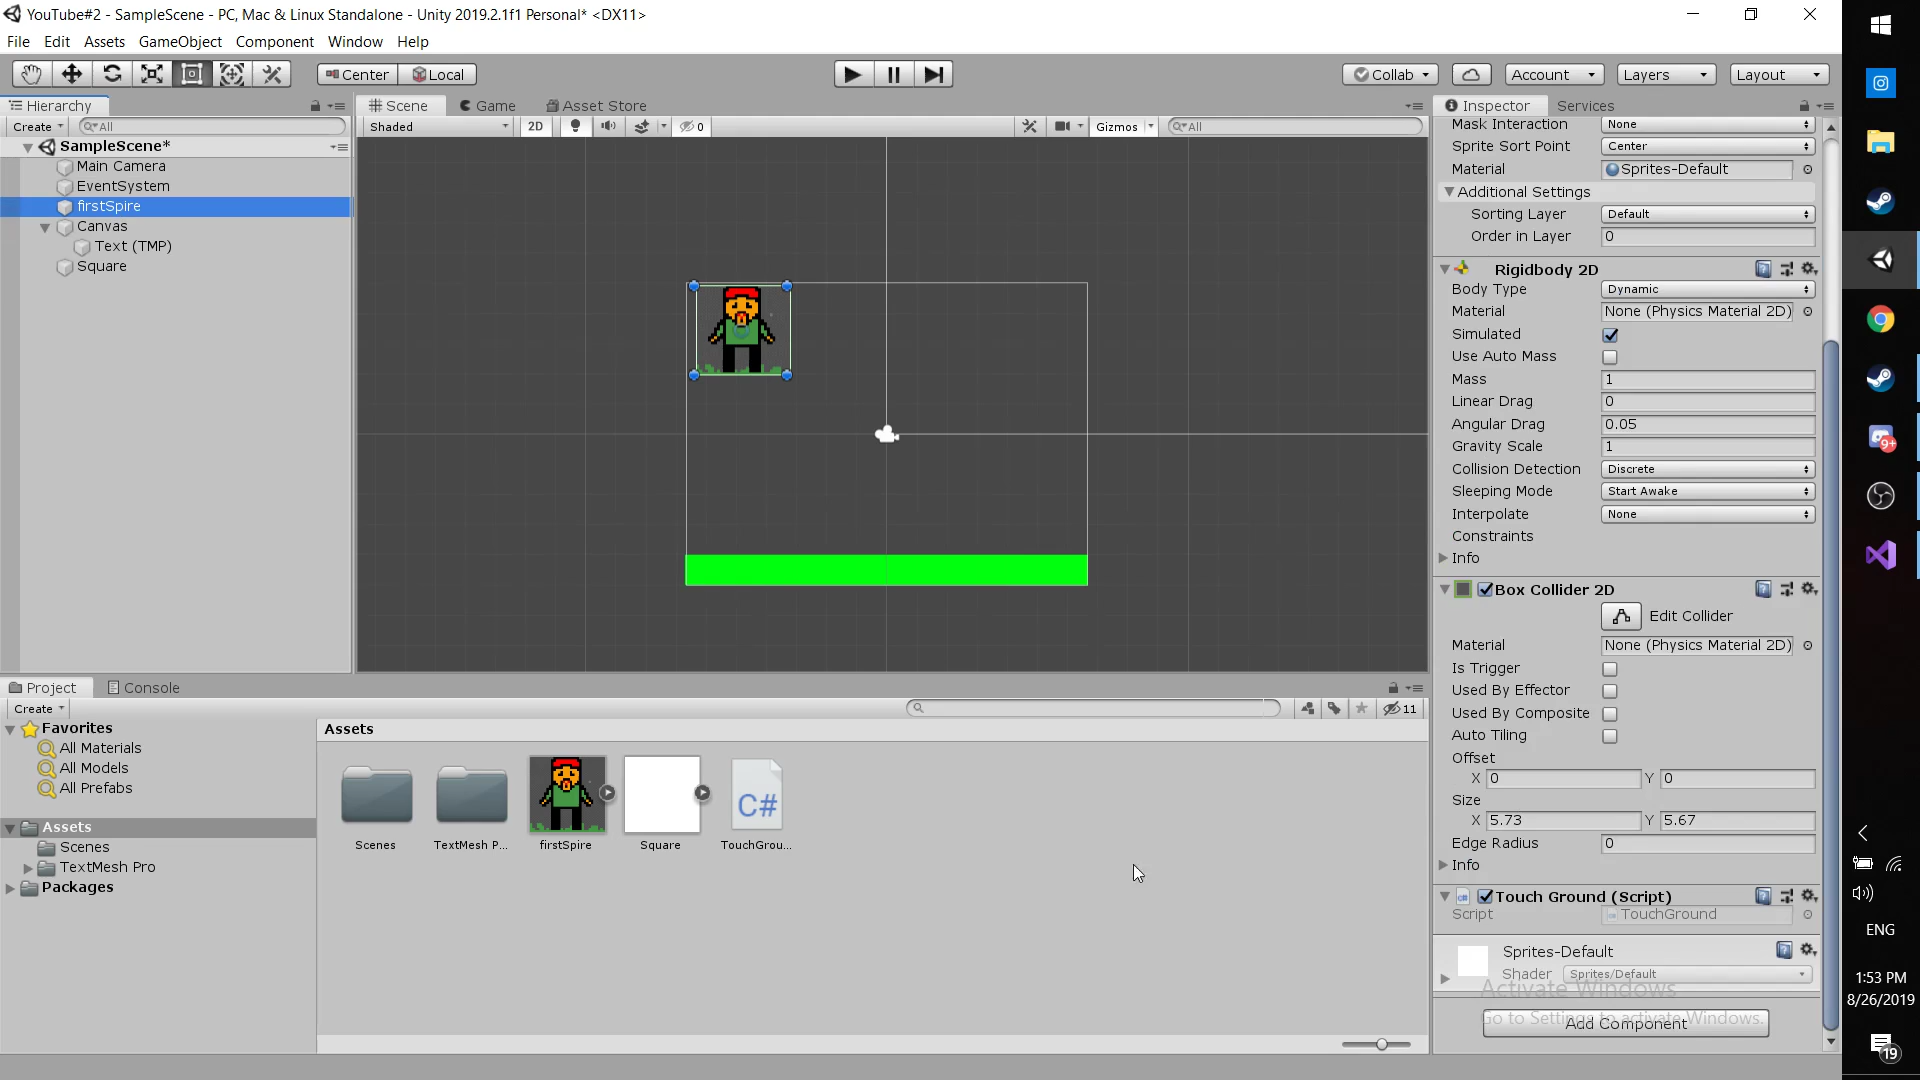 YouTube#2 - SampleScene - PC, Mac & Linux Standalone - Unity 2019.2.1f1 Personal* <DX11>
File Edit Assets GameObject Component Window Help
Center Local Collab Account Layers Layout
Hierarchy
Create All
SampleScene*
Main Camera
EventSystem
firstSpire
Canvas
Text (TMP)
Square
Scene Game Asset Store
Shaded 2D 0 Gizmos All
Inspector Services
Mask Interaction None
Sprite Sort Point Center
Material Sprites-Default
Additional Settings
Sorting Layer Default
Order in Layer 0
Rigidbody 2D
Body Type Dynamic
Material None (Physics Material 2D)
Simulated
Use Auto Mass
Mass 1
Linear Drag 0
Angular Drag 0.05
Gravity Scale 1
Collision Detection Discrete
Sleeping Mode Start Awake
Interpolate None
Constraints
Info
Box Collider 2D
Edit Collider
Material None (Physics Material 2D)
Is Trigger
Used By Effector
Used By Composite
Auto Tiling
Offset
X 0 Y 0
Size
X 5.73 Y 5.67
Edge Radius 0
Info
Touch Ground (Script)
Script TouchGround
Sprites-Default
Shader Sprites/Default
Activate Windows
Go to Settings to activate Windows.
Add Component
Project Console
Create 11
Favorites
All Materials
All Models
All Prefabs
Assets
Scenes
TextMesh Pro
Packages
Assets
C#
Scenes TextMesh P... firstSpire Square TouchGrou...
9+
ENG
1:53 PM
8/26/2019
19